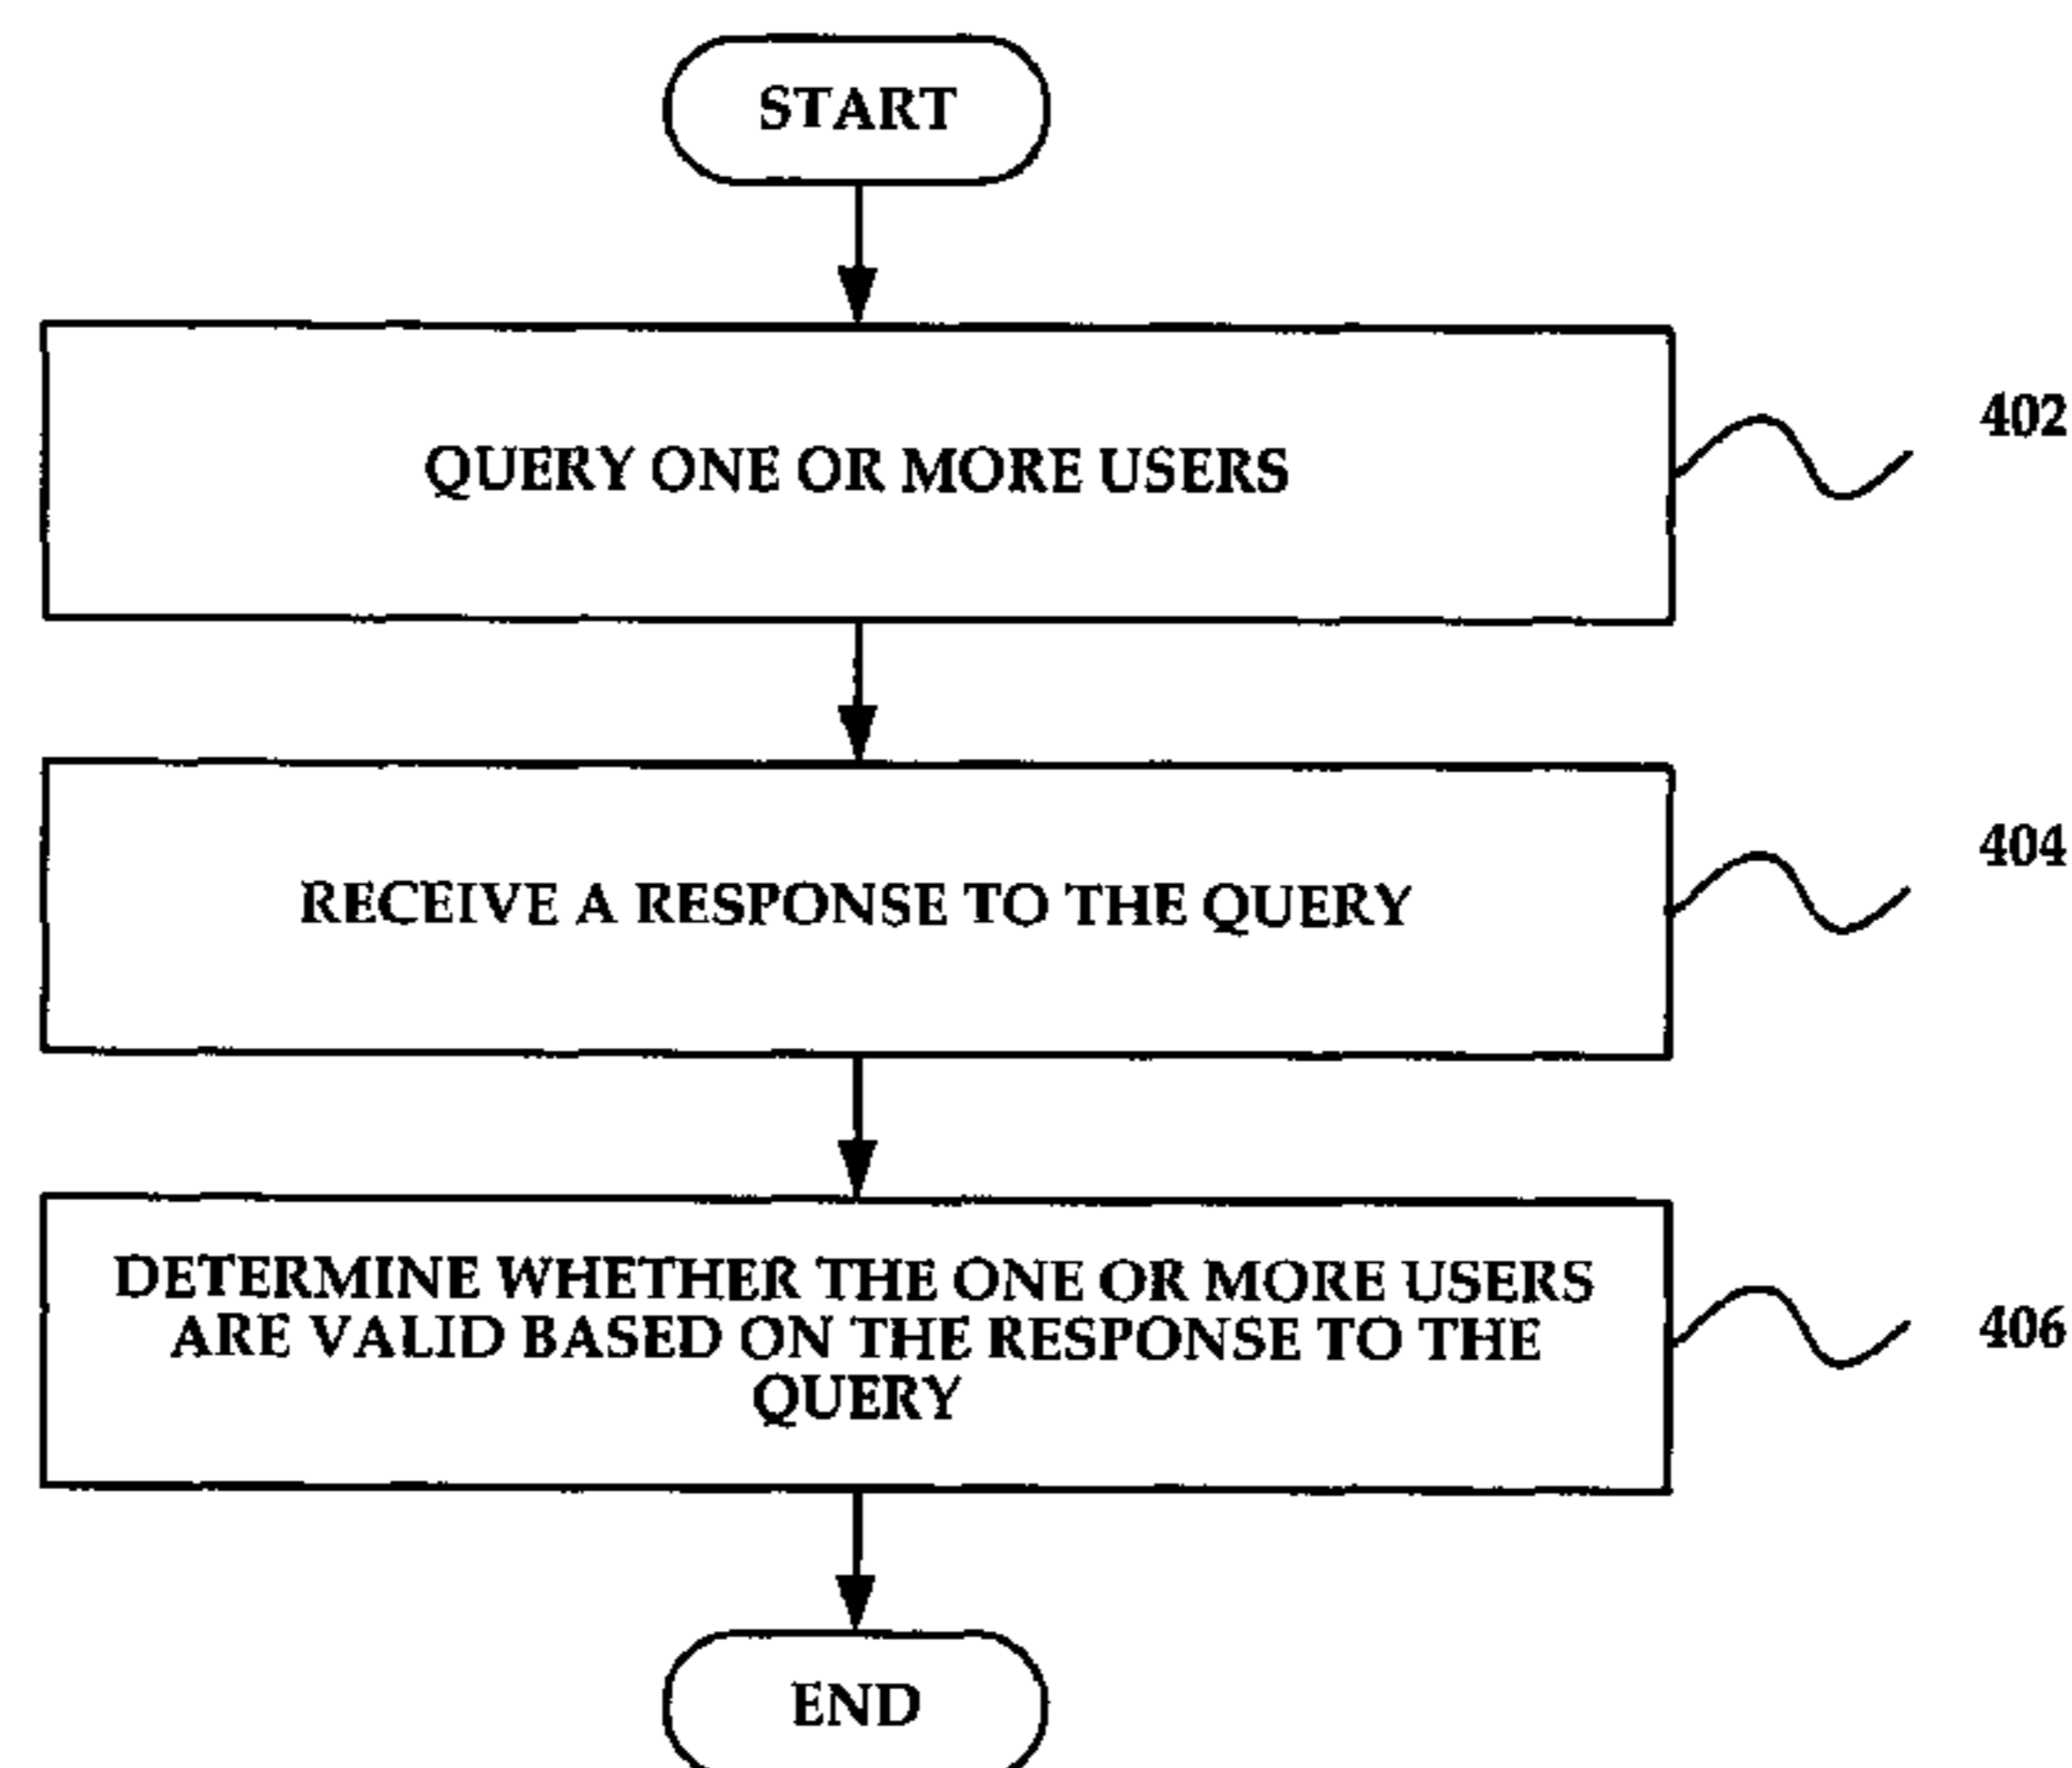 START
QUERY ONE OR MORE USERS
402
RECEIVE A RESPONSE TO THE QUERY
404
DETERMINE WHETHER THE ONE OR MORE USERS
ARE VALID BASED ON THE RESPONSE TO THE
QUERY
406
END